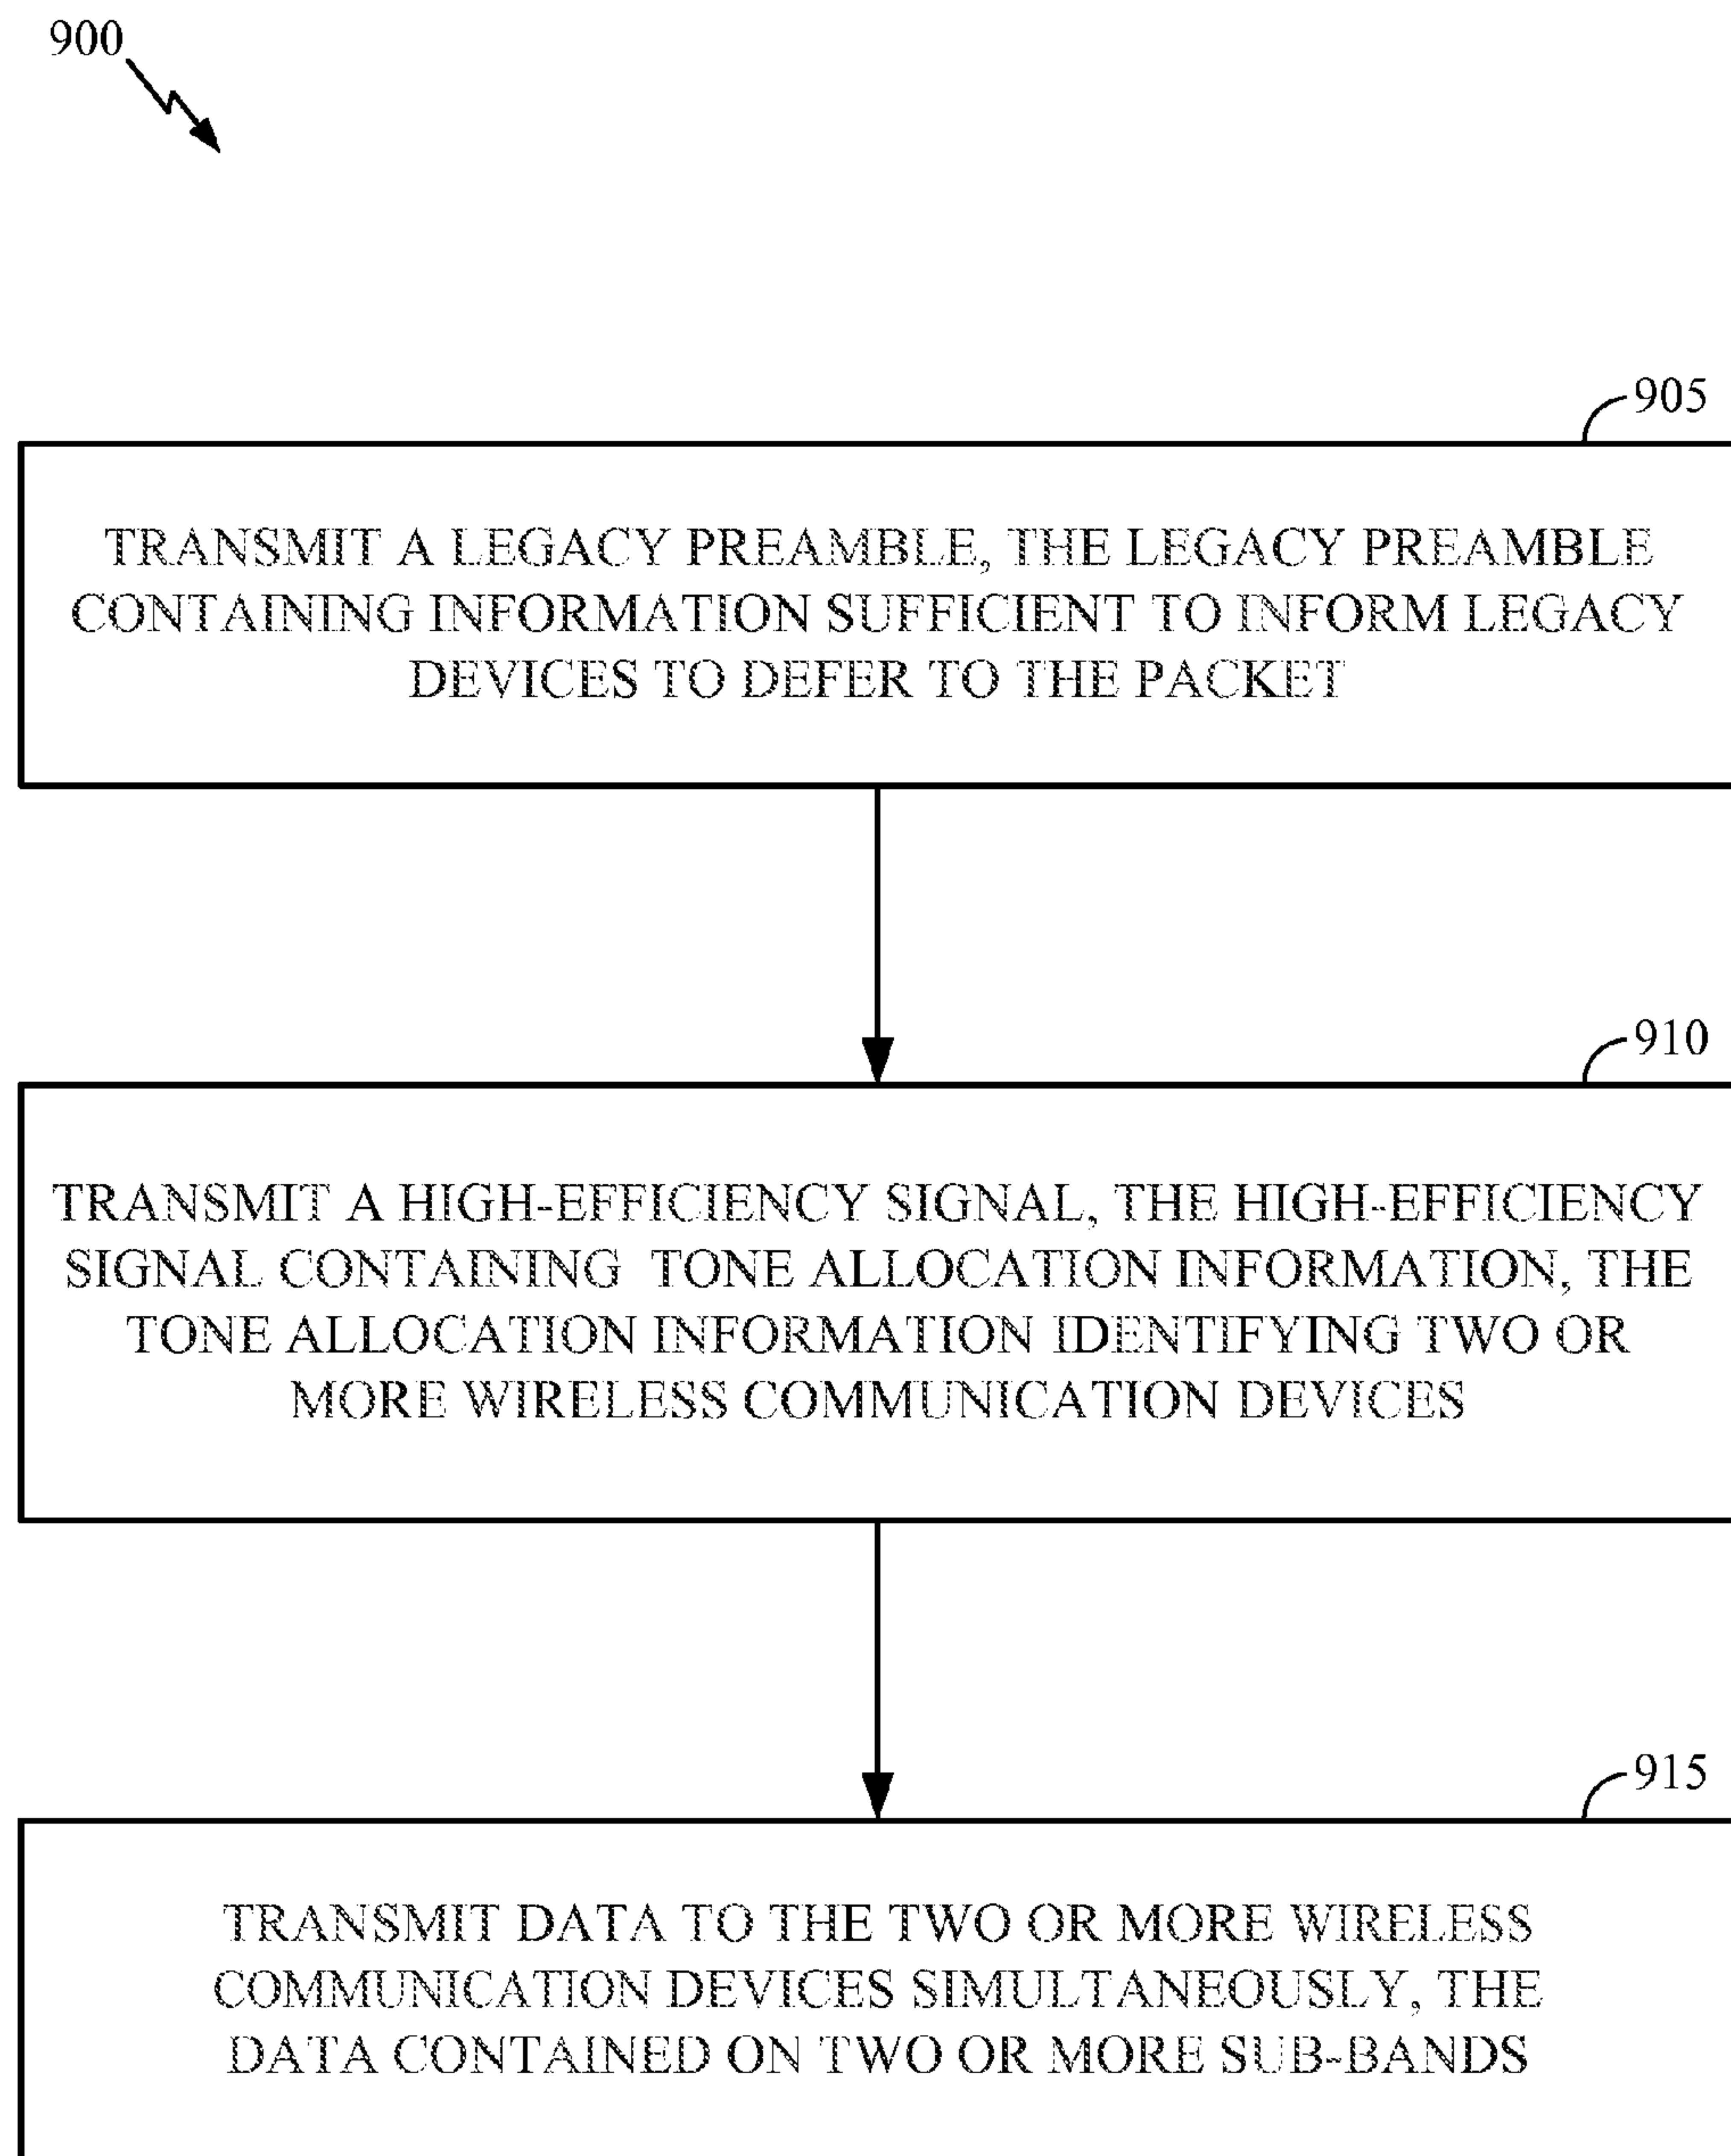 900
905
TRANSMIT A LEGACY PREAMBLE, THE LEGACY PREAMBLE
CONTAINING INFORMATION SUFFICIENT TO INFORM LEGACY
DEVICES TO DEFER TO THE PACKET
910
TRANSMIT A HIGH-EFFICIENCY SIGNAL, THE HIGH-EFFICIENCY
SIGNAL CONTAINING TONE ALLOCATION INFORMATION, THE
TONE ALLOCATION INFORMATION IDENTIFYING TWO OR
MORE WIRELESS COMMUNICATION DEVICES
915
TRANSMIT DATA TO THE TWO OR MORE WIRELESS
COMMUNICATION DEVICES SIMULTANEOUSLY, THE
DATA CONTAINED ON TWO OR MORE SUB-BANDS